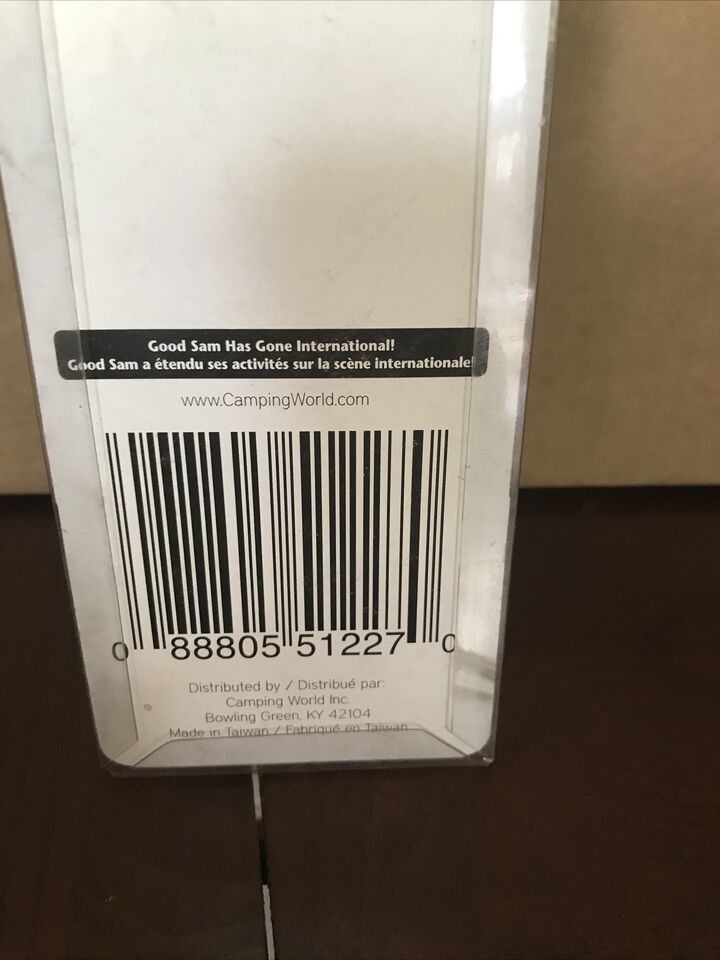 Good Sam Has Gone International!
Good Sam a étendu ses activités sur la scène internationale!
www.CampingWorld.com
0 88805 51227 0
Distributed by / Distribué par:
Camping World Inc.
Bowling Green, KY 42104
Made in Taiwan / Fabriqué en Taiwan